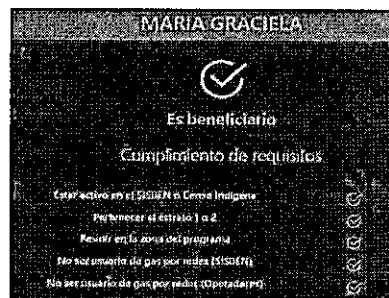 MARIA GRACIELA
Es beneficiario
Cumplimiento de requisitos
Estar activo en el SISBEN o Censo Indígena
Pertenecer al estrato 1 o 2
Residir en la zona del programa
No ser usuario de gas por redes (SISBEN)
No ser usuario de gas por redes (Operadores)